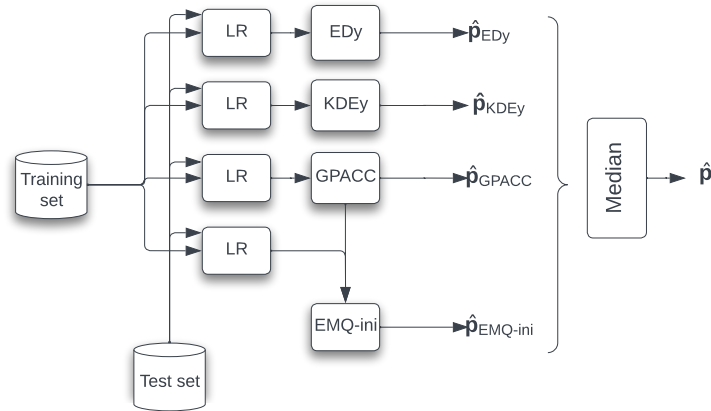 LR
EDy
p̂EDy
LR
KDEy
p̂KDEy
Training
set
LR
GPACC
p̂GPACC
Median
p̂
LR
EMQ-ini
p̂EMQ-ini
Test set